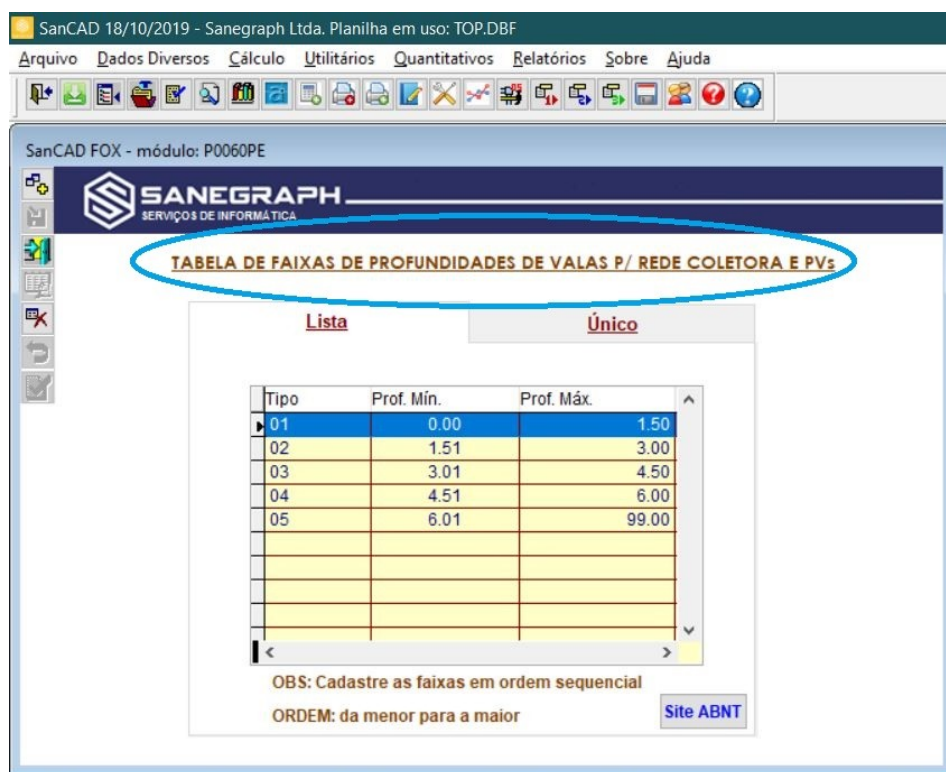 SanCAD 18/10/2019 - Sanegraph Ltda. Planilha em uso: TOP.DBF
Arquivo Dados Diversos Cálculo Utilitários Quantitativos Relatórios Sobre Ajuda
SanCAD FOX - módulo: P0060PE
SANEGRAPH
SERVIÇOS DE INFORMÁTICA
TABELA DE FAIXAS DE PROFUNDIDADES DE VALAS P/ REDE COLETORA E PVs
Lista Único
Tipo Prof. Mín. Prof. Máx.
01 0.00 1.50
02 1.51 3.00
03 3.01 4.50
04 4.51 6.00
05 6.01 99.00
OBS: Cadastre as faixas em ordem sequencial
ORDEM: da menor para a maior
Site ABNT